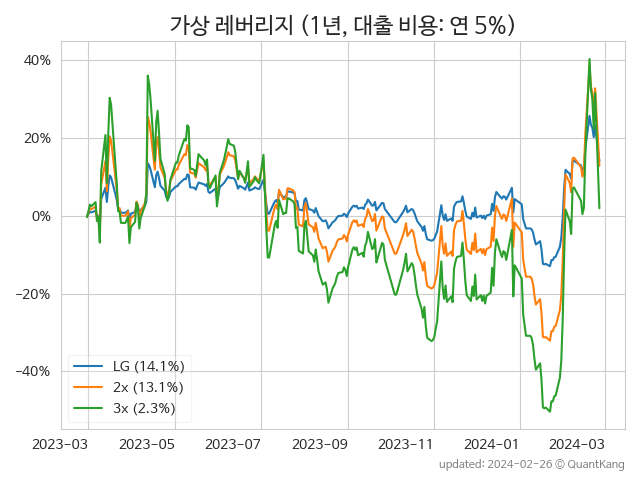 가상 레버리지 (1년, 대출 비용: 연 5%)
40%
20%
0%
−20%
−40%
LG (14.1%)
2x (13.1%)
3x (2.3%)
2023-03 2023-05 2023-07 2023-09 2023-11 2024-01 2024-03
updated: 2024-02-26 © QuantKang